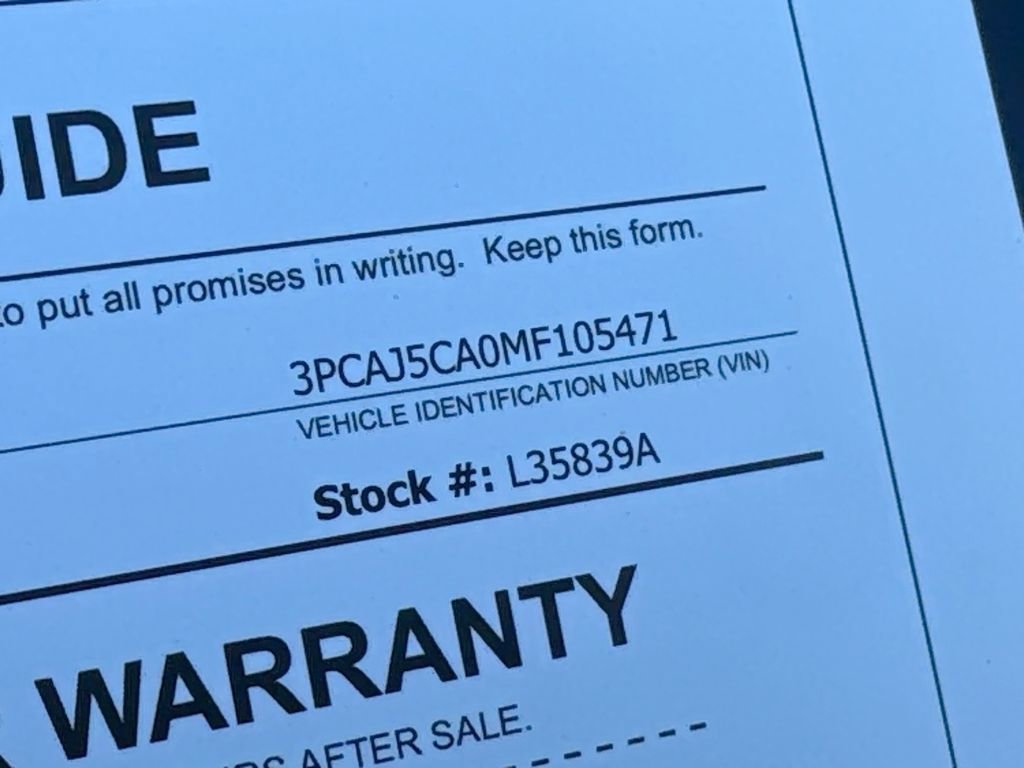 IDE
to put all promises in writing. Keep this form.
3PCAJ5CA0MF105471
VEHICLE IDENTIFICATION NUMBER (VIN)
Stock #: L35839A
WARRANTY
AFTER SALE.